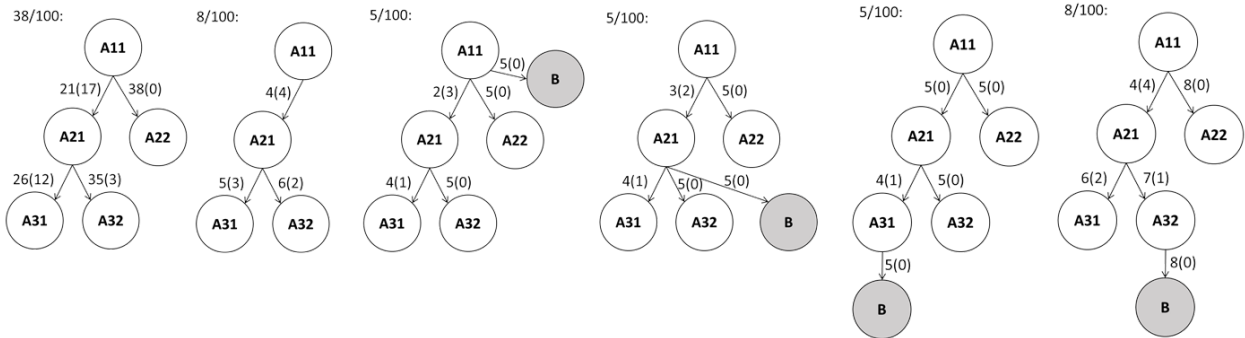 38/100:
A11
21(17) 38(0)
A21 A22
26(12) 35(3)
A31 A32
8/100:
A11
4(4)
A21
5(3) 6(2)
A31 A32
5/100:
A11
5(0)
B
2(3) 5(0)
A21 A22
4(1) 5(0)
A31 A32
5/100:
A11
3(2) 5(0)
A21 A22
4(1) 5(0) 5(0)
A31 A32 B
5/100:
A11
5(0) 5(0)
A21 A22
4(1) 5(0)
A31 A32
5(0)
B
8/100:
A11
4(4) 8(0)
A21 A22
6(2) 7(1)
A31 A32
8(0)
B